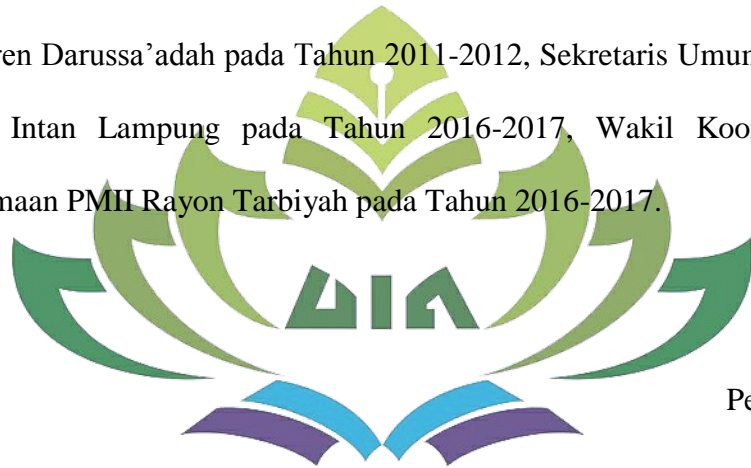 ren Darussa’adah pada Tahun 2011-2012, Sekretaris Umum
Intan Lampung pada Tahun 2016-2017, Wakil Koo
maan PMII Rayon Tarbiyah pada Tahun 2016-2017.
UIN
Pe